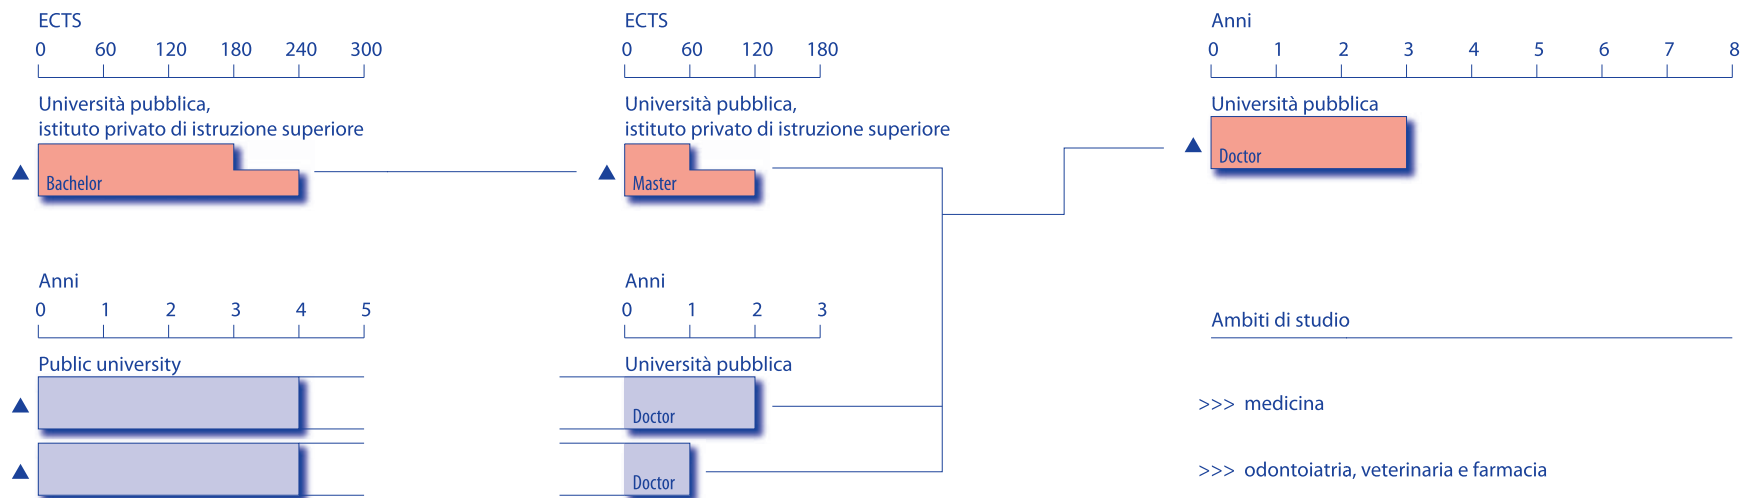 ECTS
0 60 120 180 240 300
Università pubblica,
istituto privato di istruzione superiore
Bachelor
ECTS
0 60 120 180
Università pubblica,
istituto privato di istruzione superiore
Master
Anni
0 1 2 3 4 5 6 7 8
Università pubblica
Doctor
Anni
0 1 2 3 4 5
Public university
Anni
0 1 2 3
Università pubblica
Doctor
Doctor
Ambiti di studio
>>> medicina
>>> odontoiatria, veterinaria e farmacia